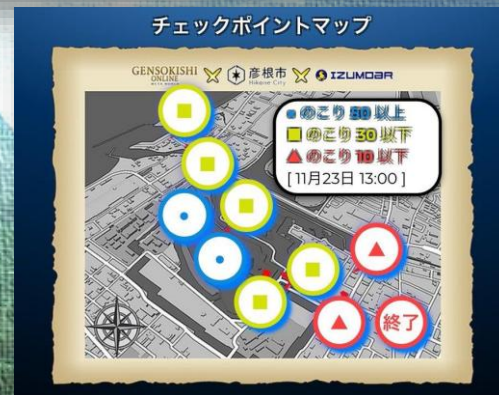 チェックポイントマップ
GENSOKISHI ONLINE 彦根市 Hikone City IZUMOAR
のこり 50 以上
のこり 30 以下
のこり 10 以下
[ 11月23日 13:00 ]
終了